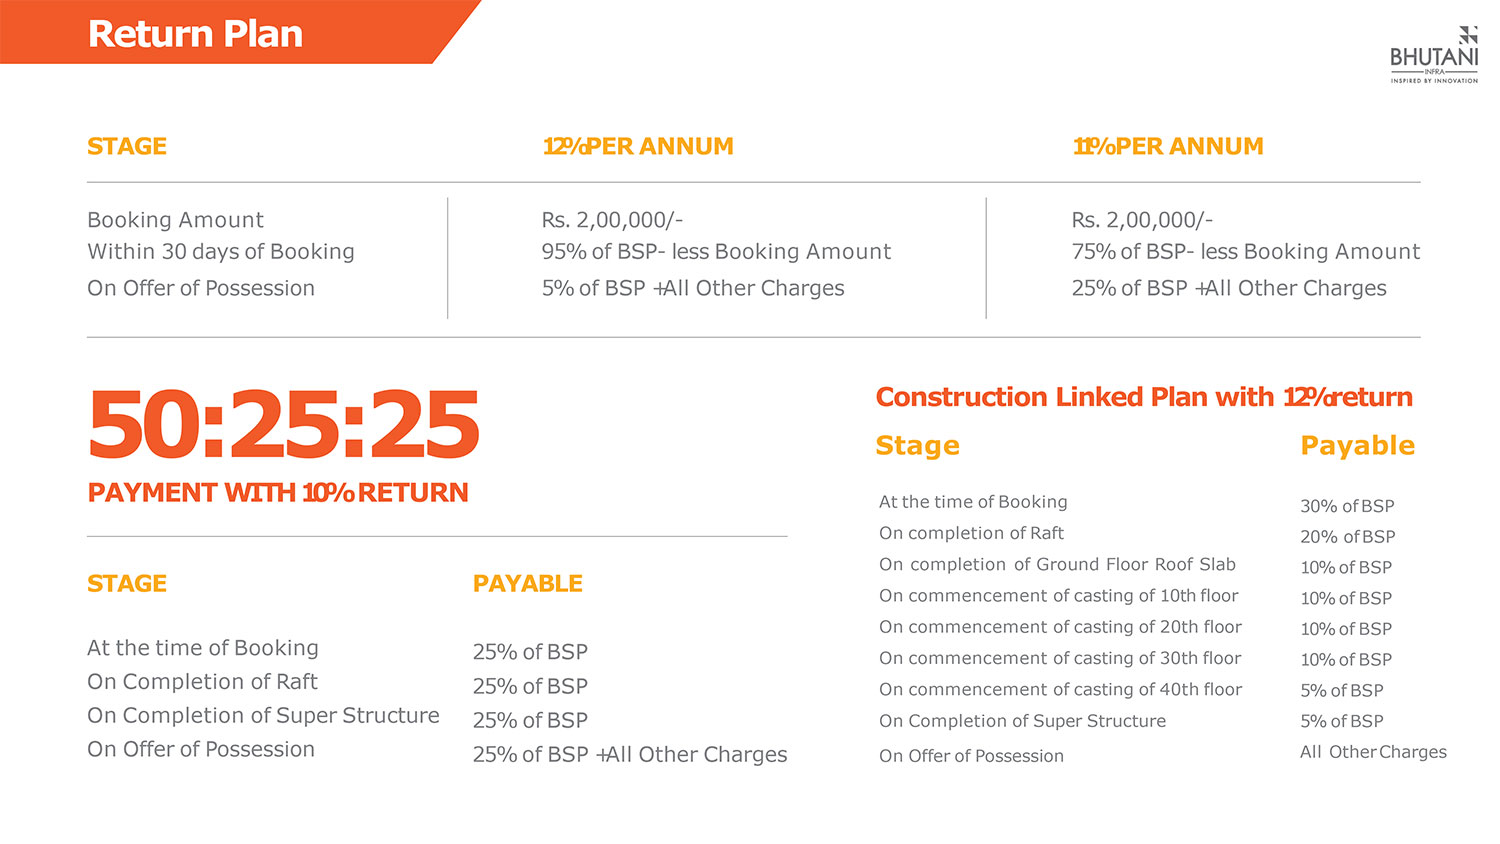 Return Plan
BHUTANI
INFRA
INSPIRED BY INNOVATION
STAGE 12% PER ANNUM 11% PER ANNUM
Booking Amount Rs. 2,00,000/- Rs. 2,00,000/-
Within 30 days of Booking 95% of BSP- less Booking Amount 75% of BSP- less Booking Amount
On Offer of Possession 5% of BSP +All Other Charges 25% of BSP +All Other Charges
50:25:25
PAYMENT WITH 10% RETURN
STAGE PAYABLE
At the time of Booking 25% of BSP
On Completion of Raft 25% of BSP
On Completion of Super Structure 25% of BSP
On Offer of Possession 25% of BSP +All Other Charges
Construction Linked Plan with 12% return
Stage Payable
At the time of Booking 30% of BSP
On completion of Raft 20% of BSP
On completion of Ground Floor Roof Slab 10% of BSP
On commencement of casting of 10th floor 10% of BSP
On commencement of casting of 20th floor 10% of BSP
On commencement of casting of 30th floor 10% of BSP
On commencement of casting of 40th floor 5% of BSP
On Completion of Super Structure 5% of BSP
On Offer of Possession All Other Charges